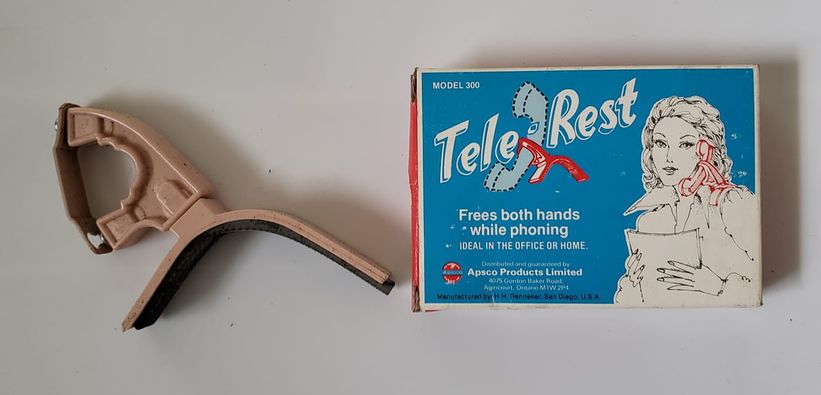 MODEL 300
Tele-Rest
Frees both hands
while phoning
IDEAL IN THE OFFICE OR HOME.
Distributed and guaranteed by
Apsco
Apsco Products Limited
4075 Gordon Baker Road,
Agincourt, Ontario M1W 2P4
Manufactured by: H.H. Renneker, San Diego, U.S.A.